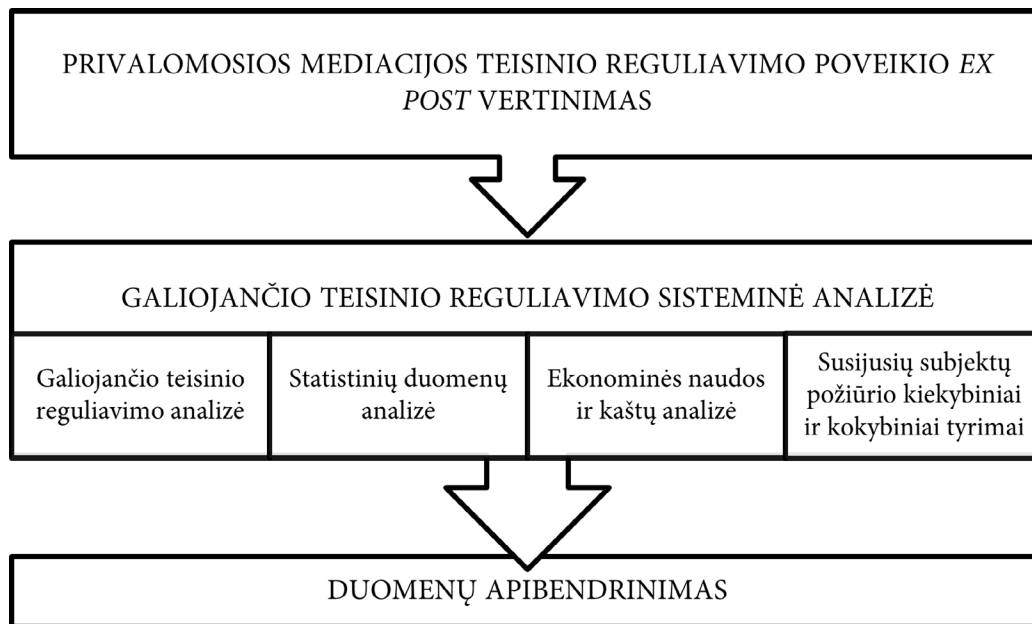 PRIVALOMOSIOS MEDIACIJOS TEISINIO REGULIAVIMO POVEIKIO EX
POST VERTINIMAS
GALIOJANČIO TEISINIO REGULIAVIMO SISTEMINĖ ANALIZĖ
Galiojančio teisinio
reguliavimo analizė
Statistinių duomenų
analizė
Ekonominės naudos
ir kaštų analizė
Susijusių subjektų
požiūrio kiekybiniai
ir kokybiniai tyrimai
DUOMENŲ APIBENDRINIMAS